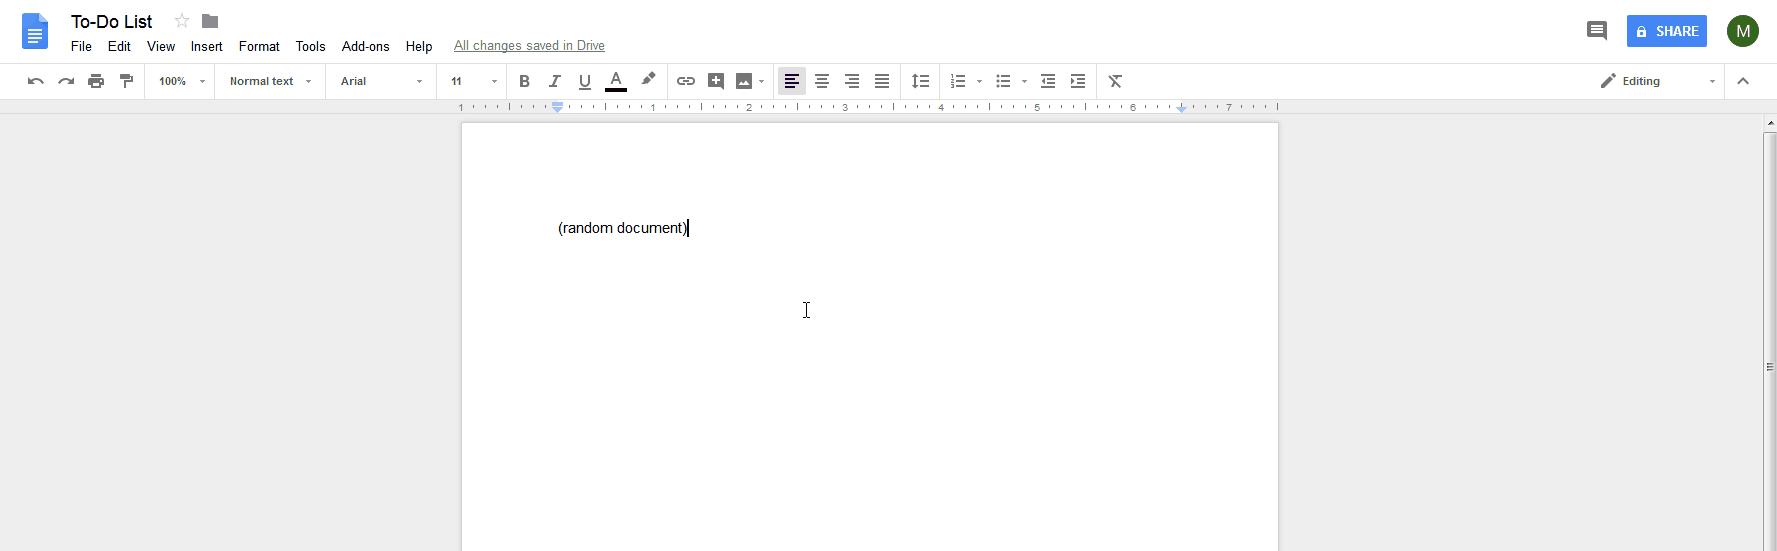 To-Do List
File Edit View Insert Format Tools Add-ons Help All changes saved in Drive
SHARE M
100% Normal text Arial 11 B I U A Editing
1 1 2 3 4 5 6 7
(random document)